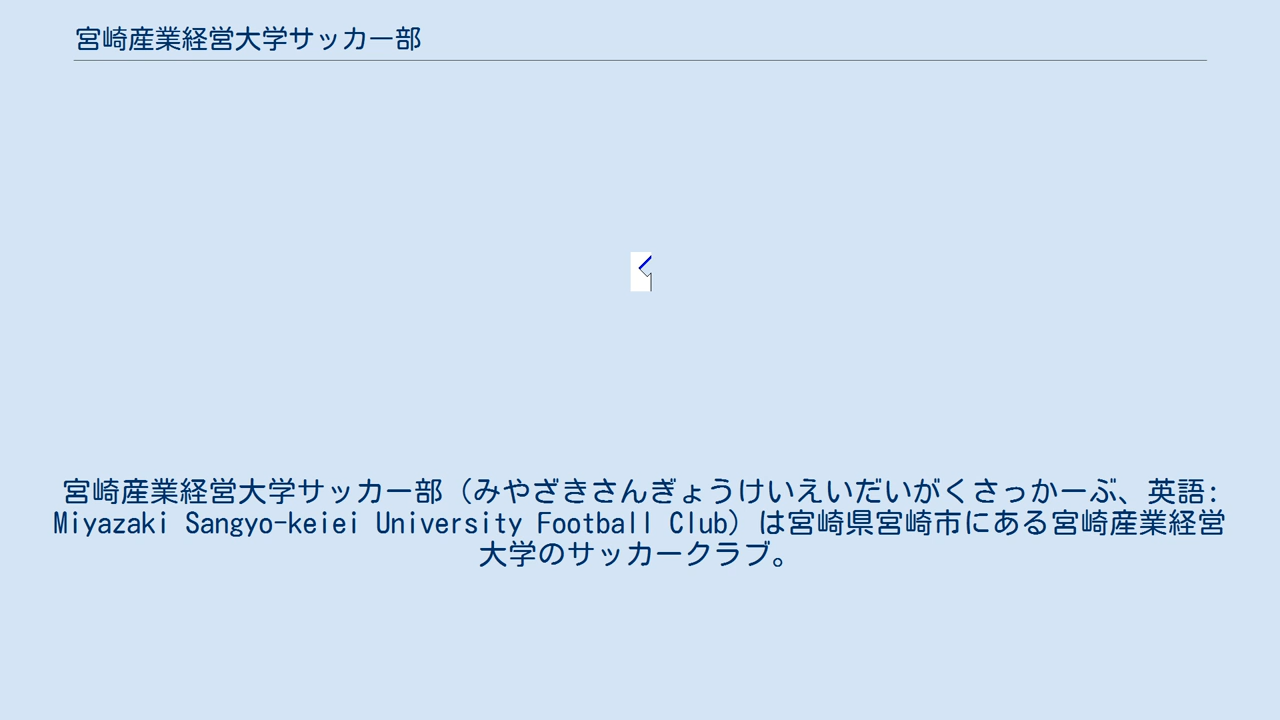 宮崎産業経営大学サッカー部
宮崎産業経営大学サッカー部（みやざきさんぎょうけいえいだいがくさっかーぶ、英語:
Miyazaki Sangyo-keiei University Football Club）は宮崎県宮崎市にある宮崎産業経営
大学のサッカークラブ。